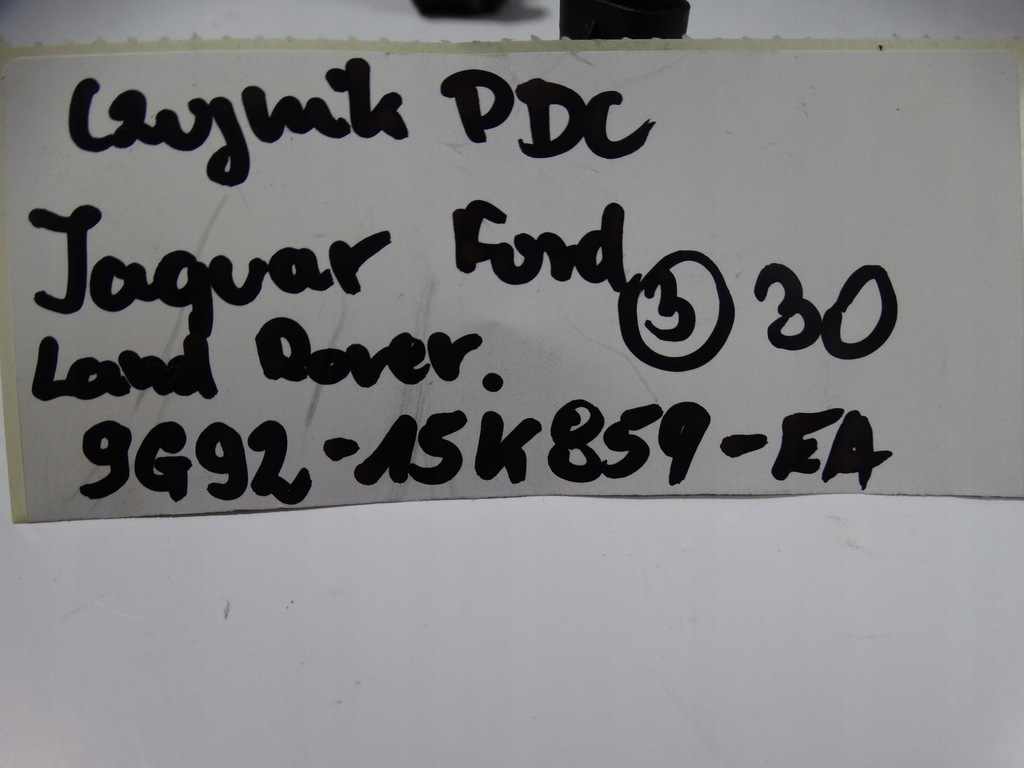 Czujnik PDC
Jaguar Ford ③ 30
Land Rover.
9G92-15K859-EA